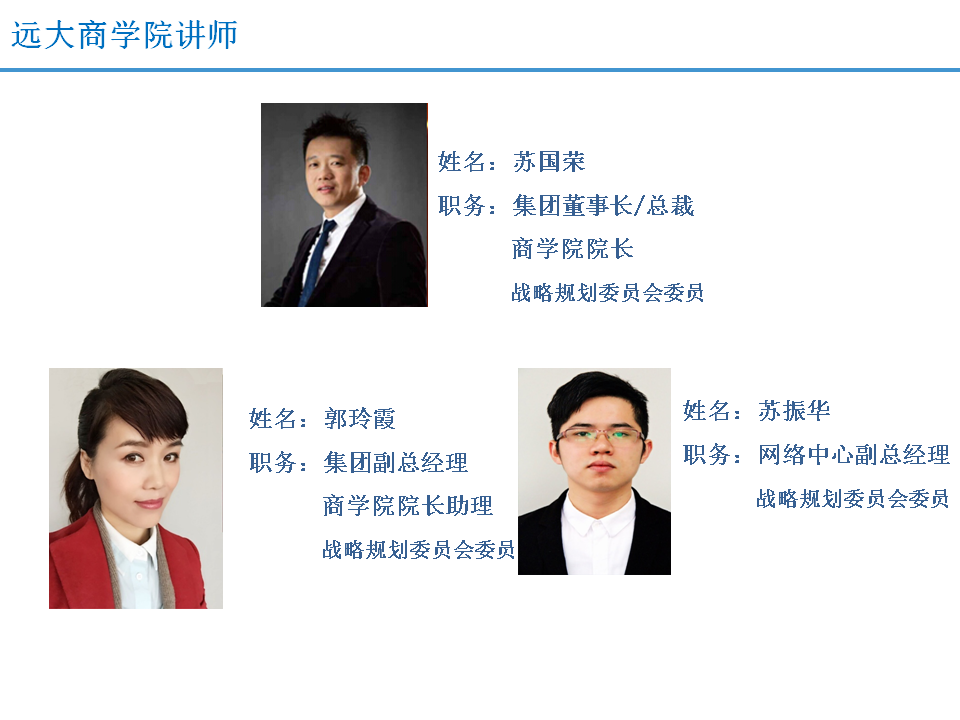 远大商学院讲师
姓名：苏国荣
职务：集团董事长/总裁
商学院院长
战略规划委员会委员
姓名：郭玲霞
职务：集团副总经理
商学院院长助理
战略规划委员会委员
姓名：苏振华
职务：网络中心副总经理
战略规划委员会委员